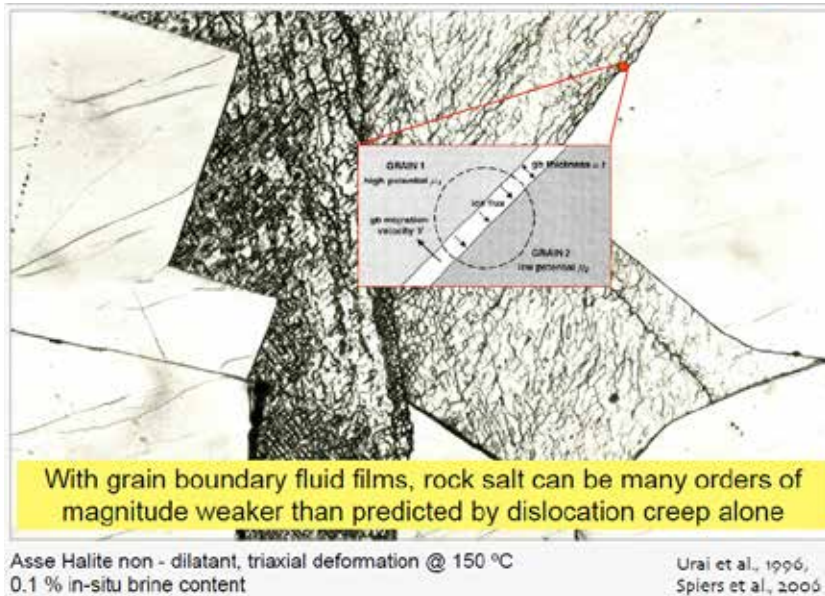 GRAIN 1
high potential μ₁
gb thickness = t
ion flux
gb migration
velocity V
GRAIN 2
low potential μ₂
With grain boundary fluid films, rock salt can be many orders of
magnitude weaker than predicted by dislocation creep alone
Asse Halite non - dilatant, triaxial deformation @ 150 ºC
0.1 % in-situ brine content
Urai et al., 1996,
Spiers et al., 2006